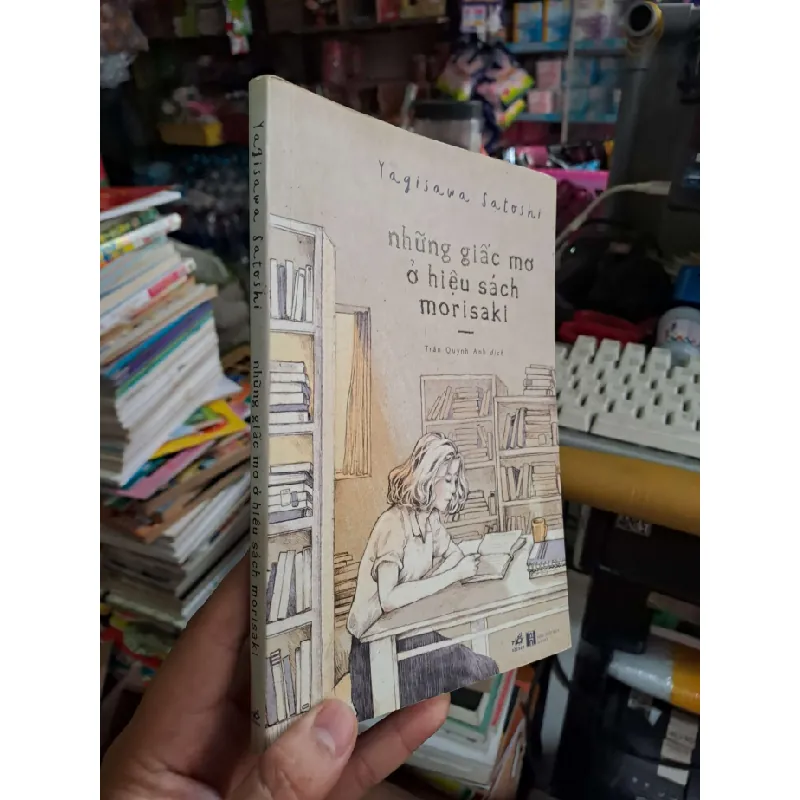 Yagisawa Satoshi
những giấc mơ
ở hiệu sách
morisaki
Trần Quỳnh Anh dịch
Yagisawa Satoshi những giấc mơ ở hiệu sách morisaki